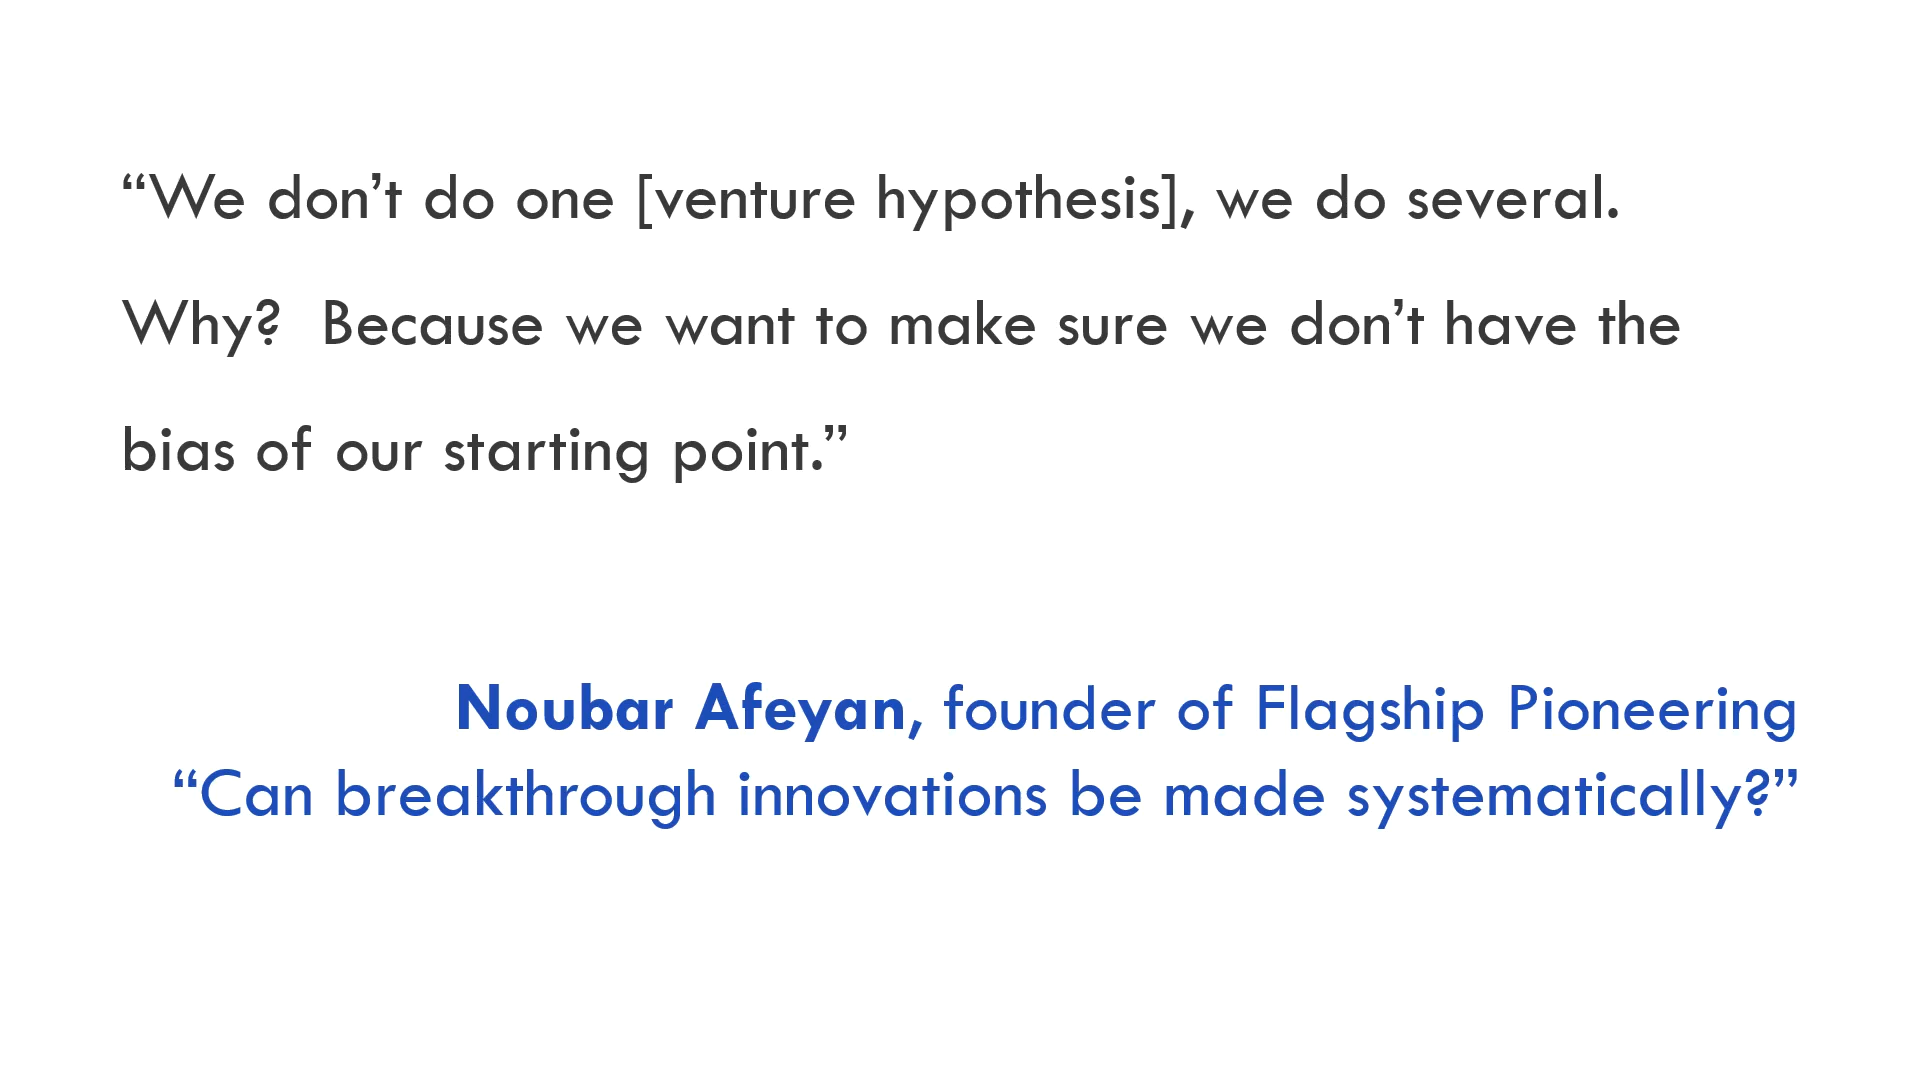 “We don’t do one [venture hypothesis], we do several.
Why?  Because we want to make sure we don’t have the
bias of our starting point.”
Noubar Afeyan, founder of Flagship Pioneering
“Can breakthrough innovations be made systematically?”